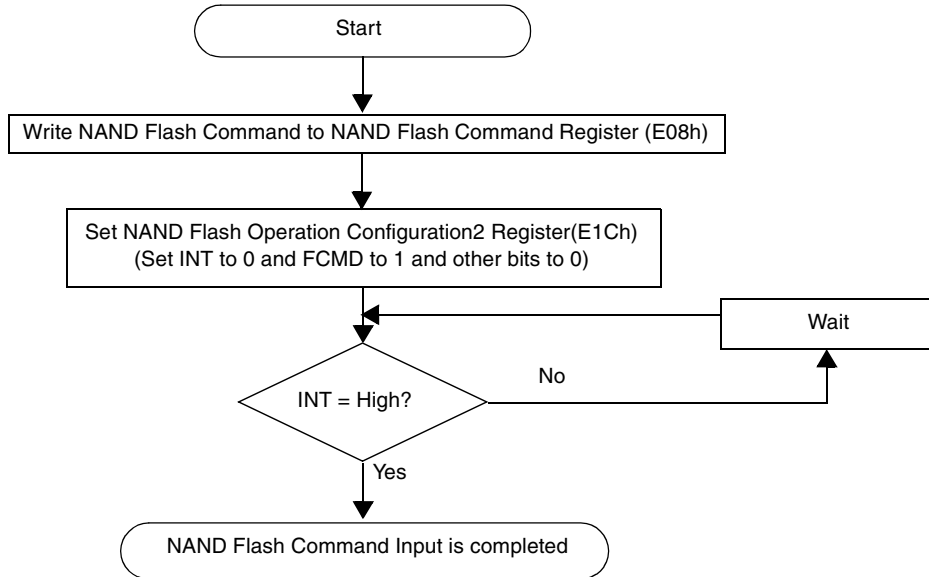 Start
Write NAND Flash Command to NAND Flash Command Register (E08h)
Set NAND Flash Operation Configuration2 Register(E1Ch)
(Set INT to 0 and FCMD to 1 and other bits to 0)
Wait
INT = High?
No
Yes
NAND Flash Command Input is completed